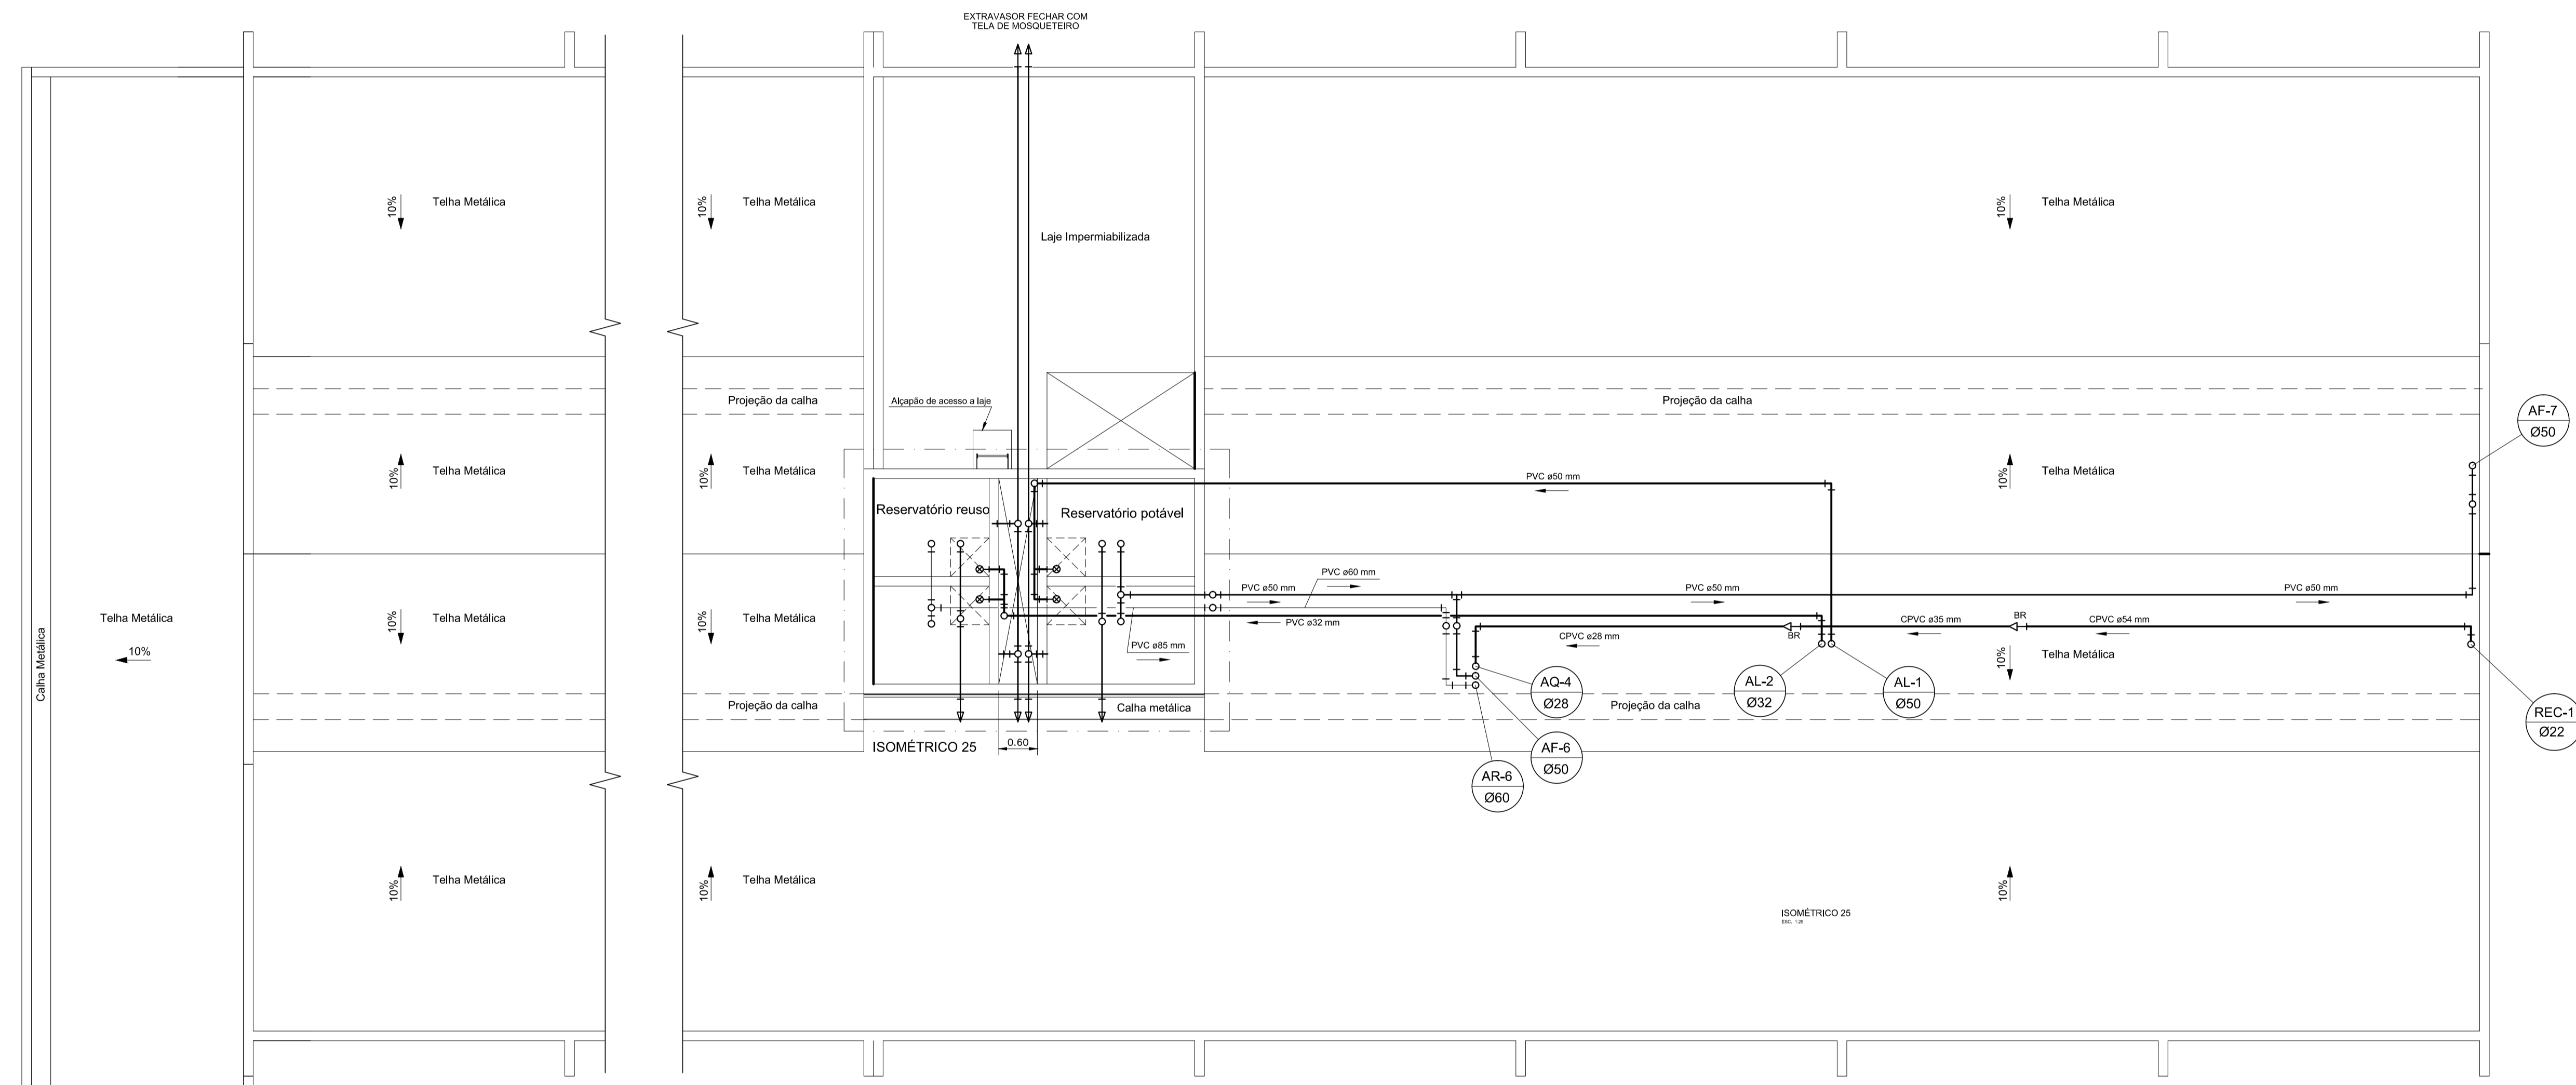 EXTRAVASOR FECHAR COM
TELA DE MOSQUETEIRO
10%
Telha Metálica
10%
Telha Metálica
10%
Telha Metálica
Laje Impermiabilizada
Projeção da calha
Alçapão de acesso a laje
Projeção da calha
AF-7
Ø50
10%
Telha Metálica
10%
Telha Metálica
10%
Telha Metálica
PVC ø50 mm
Reservatório reuso
Reservatório potável
PVC ø60 mm
PVC ø50 mm
PVC ø50 mm
PVC ø50 mm
Calha Metálica
Telha Metálica
10%
10%
Telha Metálica
10%
Telha Metálica
PVC ø32 mm
CPVC ø28 mm
BR
CPVC ø35 mm
BR
CPVC ø54 mm
PVC ø85 mm
10%
Telha Metálica
AQ-4
Ø28
AL-2
Ø32
AL-1
Ø50
Projeção da calha
Calha metálica
Projeção da calha
REC-1
Ø22
ISOMÉTRICO 25
0.60
AF-6
Ø50
AR-6
Ø60
10%
Telha Metálica
10%
Telha Metálica
10%
ISOMÉTRICO 25
ESC. 1:25